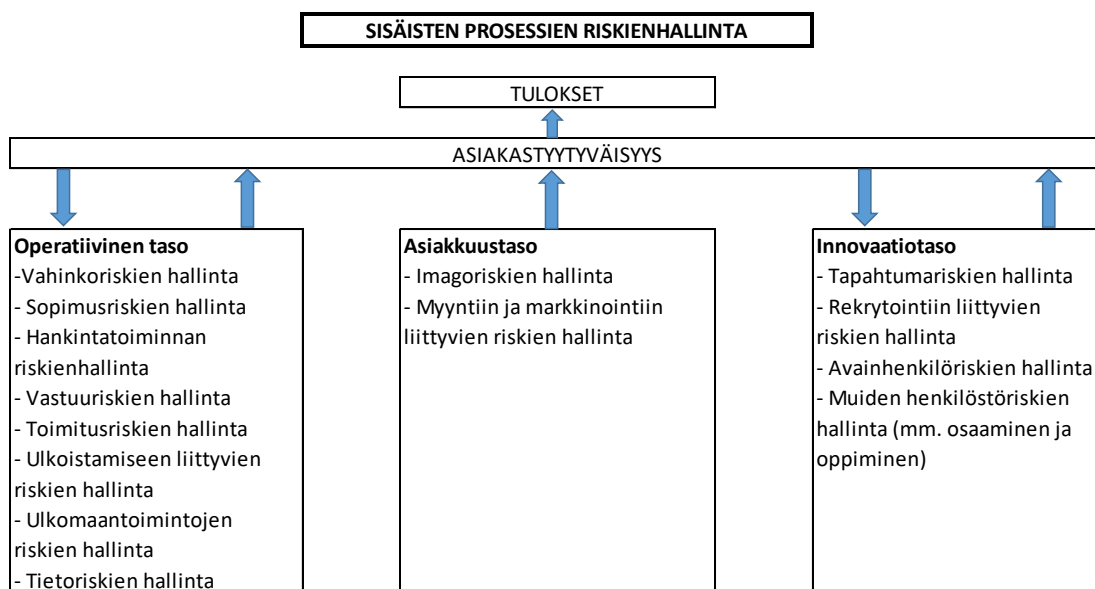 SISÄISTEN PROSESSIEN RISKIENHALLINTA
TULOKSET
ASIAKASTYYTYVÄISYYS
Operatiivinen taso
-Vahinkoriskien hallinta
- Sopimusriskien hallinta
- Hankintatoiminnan
riskienhallinta
- Vastuuriskien hallinta
- Toimitusriskien hallinta
- Ulkoistamiseen liittyvien
riskien hallinta
- Ulkomaantoimintojen
riskien hallinta
- Tietoriskien hallinta
Asiakkuustaso
- Imagoriskien hallinta
- Myyntiin ja markkinointiin
liittyvien riskien hallinta
Innovaatiotaso
- Tapahtumariskien hallinta
- Rekrytointiin liittyvien
riskien hallinta
- Avainhenkilöriskien hallinta
- Muiden henkilöstöriskien
hallinta (mm. osaaminen ja
oppiminen)